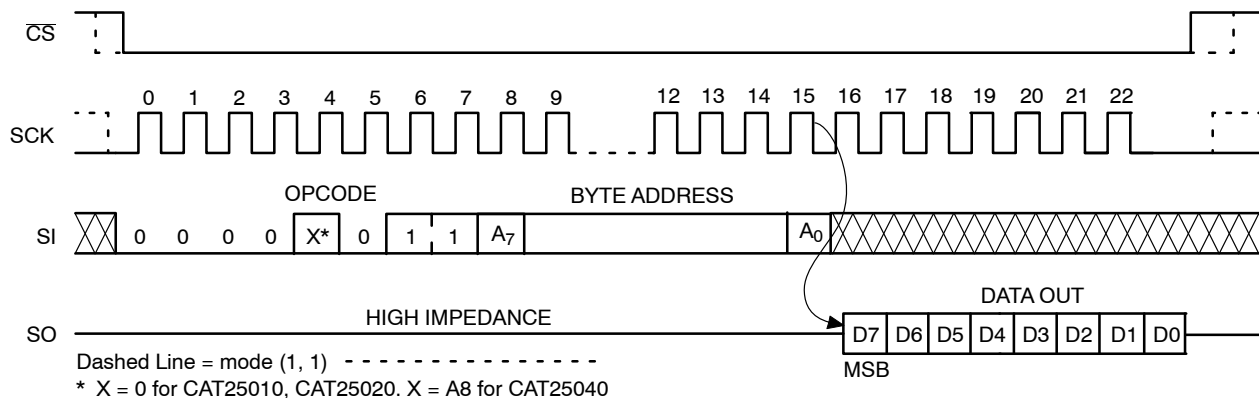 CS
0 1 2 3 4 5 6 7 8 9 12 13 14 15 16 17 18 19 20 21 22
SCK
OPCODE BYTE ADDRESS
SI 0 0 0 0 X* 0 1 1 A7 A0
DATA OUT
HIGH IMPEDANCE
SO D7 D6 D5 D4 D3 D2 D1 D0
Dashed Line = mode (1, 1)
MSB
* X = 0 for CAT25010, CAT25020. X = A8 for CAT25040